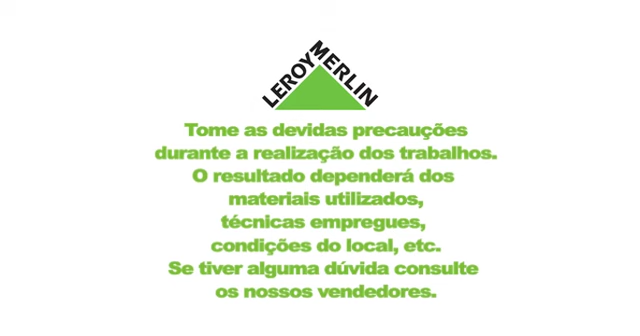 LEROY MERLIN
Tome as devidas precauções
durante a realização dos trabalhos.
O resultado dependerá dos
materiais utilizados,
técnicas empregues,
condições do local, etc.
Se tiver alguma dúvida consulte
os nossos vendedores.